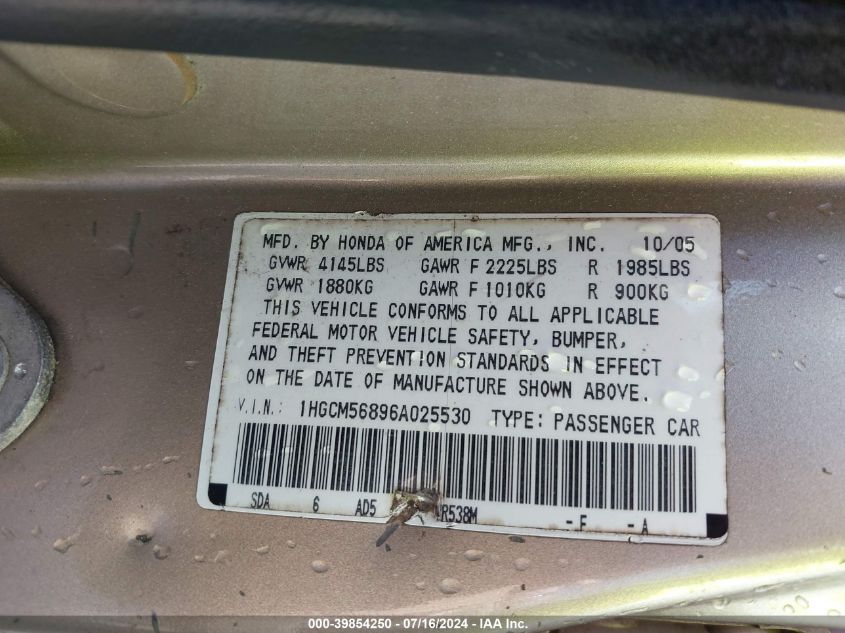 MFD. BY HONDA OF AMERICA MFG., INC. 10/05
GVWR 4145LBS GAWR F 2225LBS R 1985LBS
GVWR 1880KG GAWR F 1010KG R 900KG
THIS VEHICLE CONFORMS TO ALL APPLICABLE
FEDERAL MOTOR VEHICLE SAFETY, BUMPER,
AND THEFT PREVENTION STANDARDS IN EFFECT
ON THE DATE OF MANUFACTURE SHOWN ABOVE.
V.I.N.: 1HGCM56896A025530 TYPE: PASSENGER CAR
SDA 6 AD5 R538M -F -A
000-39854250 - 07/16/2024 - IAA Inc.